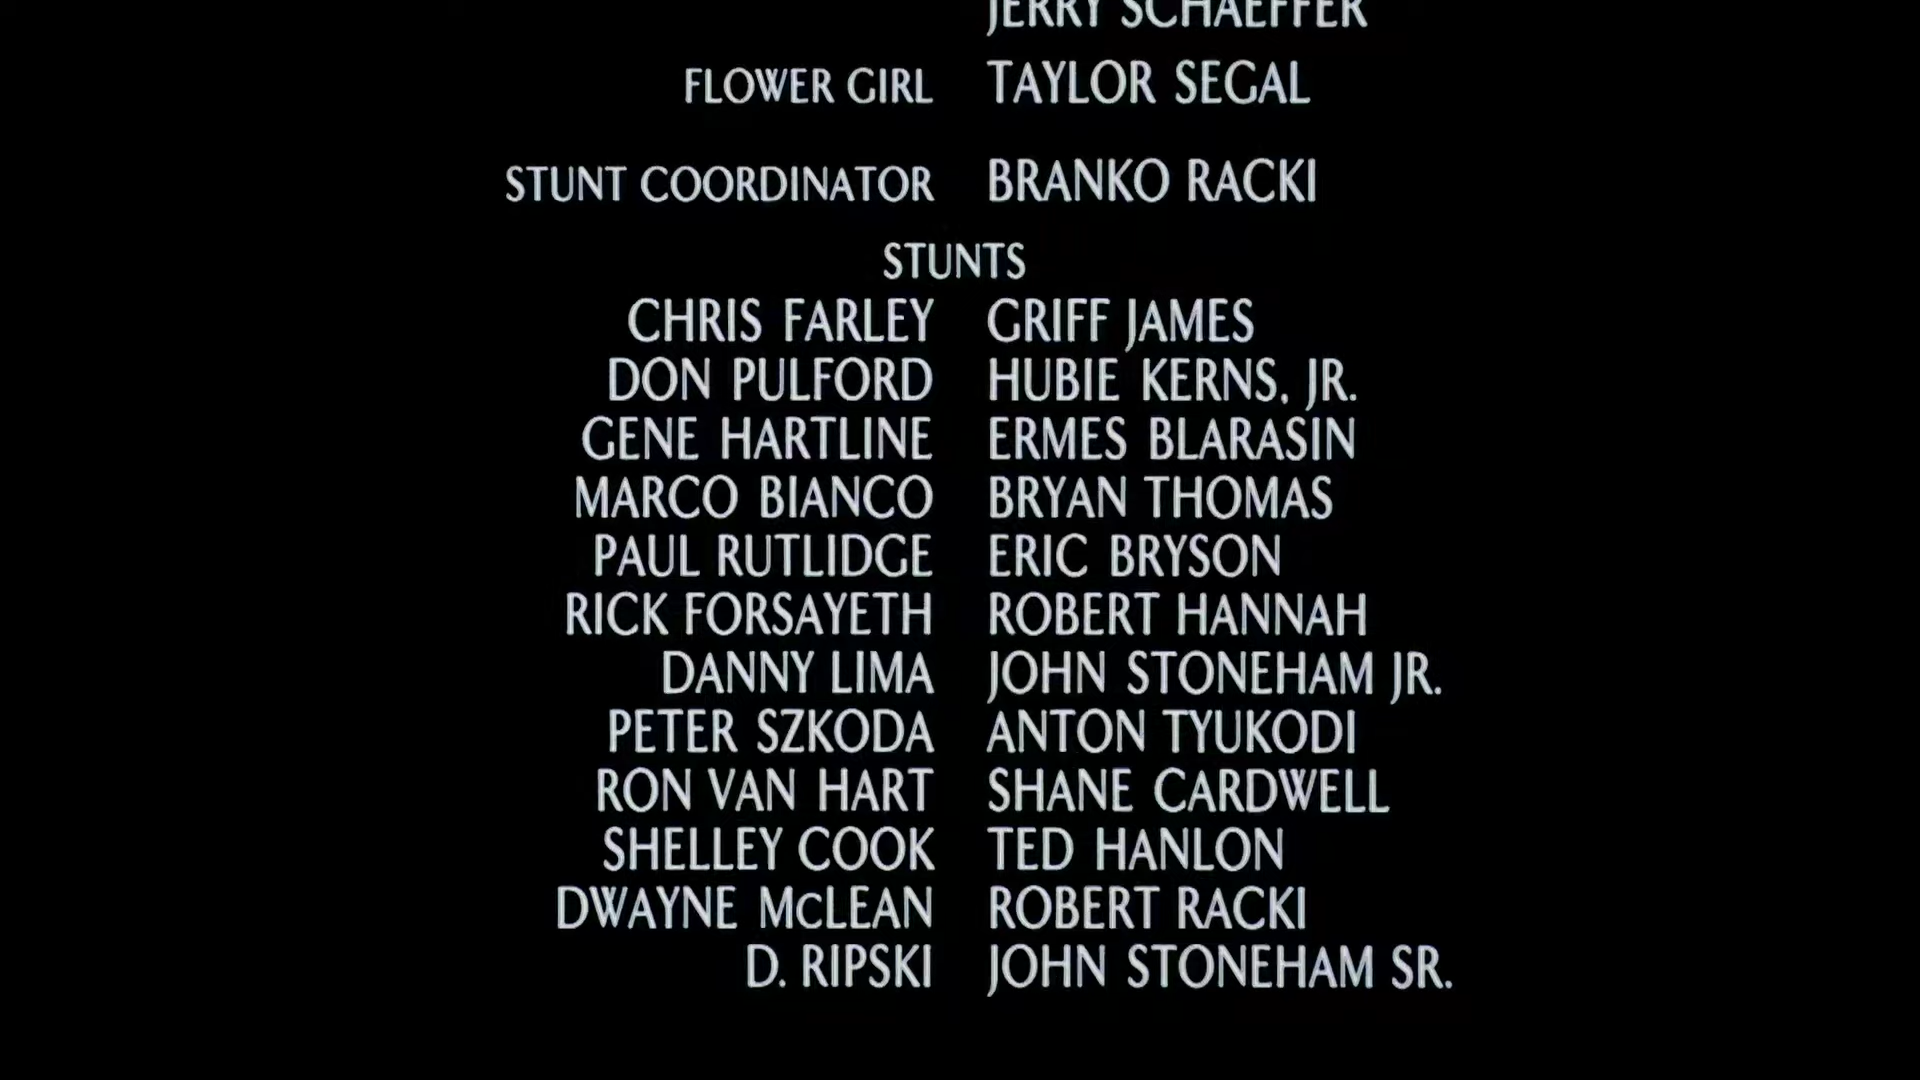 JERRY SCHAEFFER
FLOWER GIRL TAYLOR SEGAL
STUNT COORDINATOR BRANKO RACKI
STUNTS
CHRIS FARLEY GRIFF JAMES
DON PULFORD HUBIE KERNS, JR.
GENE HARTLINE ERMES BLARASIN
MARCO BIANCO BRYAN THOMAS
PAUL RUTLIDGE ERIC BRYSON
RICK FORSAYETH ROBERT HANNAH
DANNY LIMA JOHN STONEHAM JR.
PETER SZKODA ANTON TYUKODI
RON VAN HART SHANE CARDWELL
SHELLEY COOK TED HANLON
DWAYNE McLEAN ROBERT RACKI
D. RIPSKI JOHN STONEHAM SR.